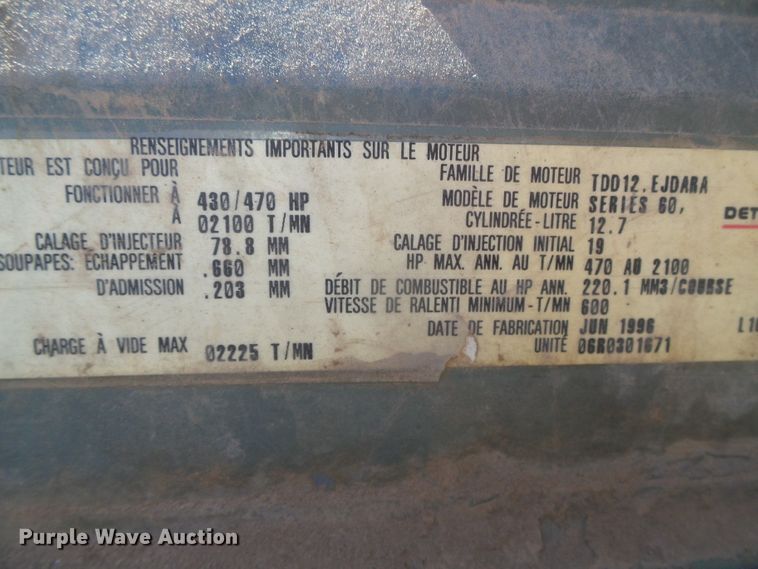 RENSEIGNEMENTS IMPORTANTS SUR LE MOTEUR
TEUR EST CONÇU POUR
FONCTIONNER À 430/470 HP
À 02100 T/MN
CALAGE D'INJECTEUR 78.8 MM
SOUPAPES: ÉCHAPPEMENT .660 MM
D'ADMISSION .203 MM
CHARGE À VIDE MAX 02225 T/MN
FAMILLE DE MOTEUR TDD12.EJDARA
MODÈLE DE MOTEUR SERIES 60,
CYLINDRÉE-LITRE 12.7
CALAGE D'INJECTION INITIAL 19
HP MAX. ANN. AU T/MN 470 AU 2100
DÉBIT DE COMBUSTIBLE AU HP ANN. 220.1 MM3/COURSE
VITESSE DE RALENTI MINIMUM-T/MN 600
DATE DE FABRICATION JUN 1996
UNITÉ 06R0301671
DET
Purple Wave Auction